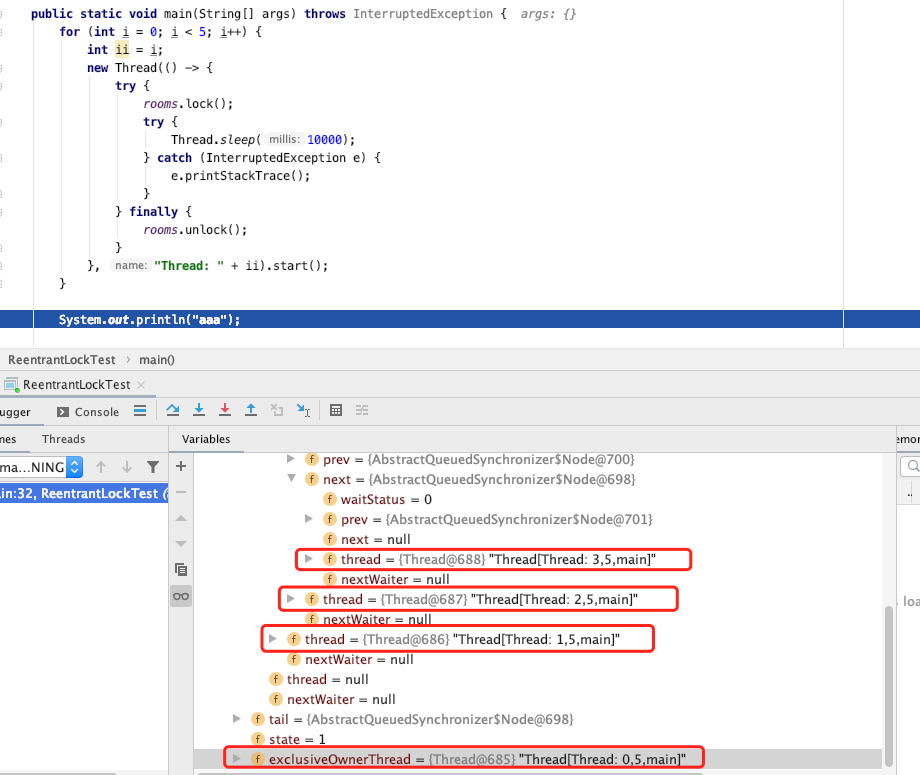 public static void main(String[] args) throws InterruptedException { args: {}
for (int i = 0; i < 5; i++) {
int ii = i;
new Thread(() -> {
try {
rooms.lock();
try {
Thread.sleep( millis: 10000);
} catch (InterruptedException e) {
e.printStackTrace();
}
} finally {
rooms.unlock();
}
}, name: "Thread: " + ii).start();
}
System.out.println("aaa");
ReentrantLockTest › main()
ReentrantLockTest ×
ugger Console
mes Threads Variables
ma...NING
in:32, ReentrantLockTest (
emor
prev = {AbstractQueuedSynchronizer$Node@700}
next = {AbstractQueuedSynchronizer$Node@698}
waitStatus = 0
prev = {AbstractQueuedSynchronizer$Node@701}
next = null
thread = {Thread@688} "Thread[Thread: 3,5,main]"
nextWaiter = null
thread = {Thread@687} "Thread[Thread: 2,5,main]"
nextWaiter = null
thread = {Thread@686} "Thread[Thread: 1,5,main]"
nextWaiter = null
thread = null
nextWaiter = null
tail = {AbstractQueuedSynchronizer$Node@698}
state = 1
exclusiveOwnerThread = {Thread@685} "Thread[Thread: 0,5,main]"
loa